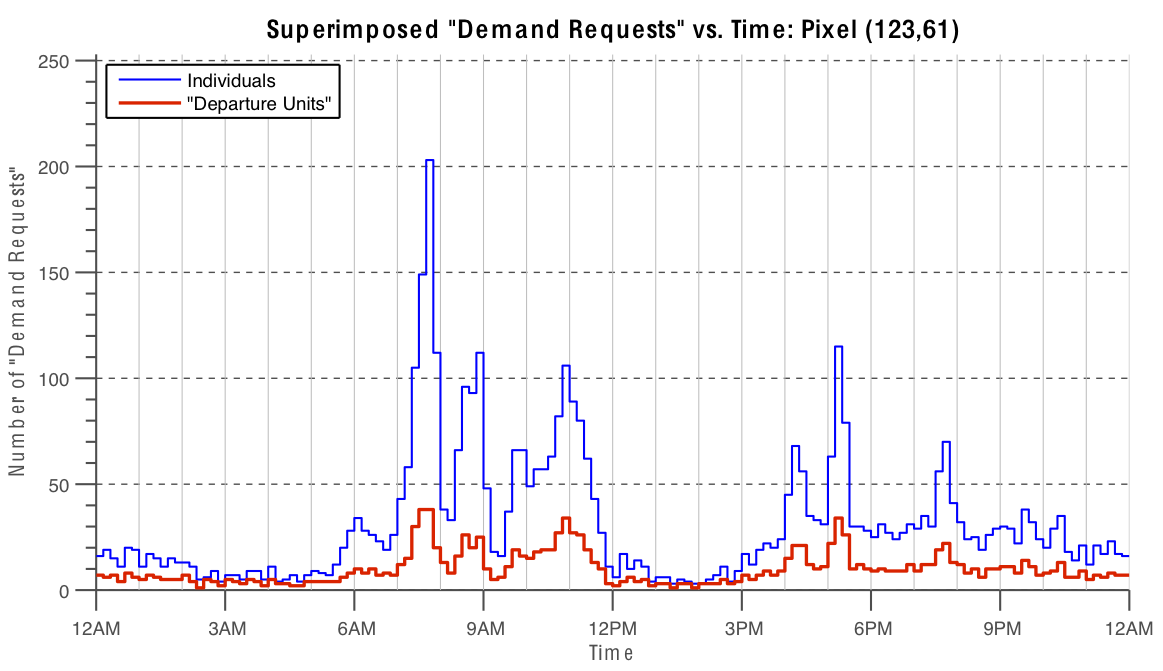 Superimposed "Demand Requests" vs. Time: Pixel (123,61)
Individuals
"Departure Units"
Number of "Demand Requests"
250
200
150
100
50
0
12AM 3AM 6AM 9AM 12PM 3PM 6PM 9PM 12AM
Time